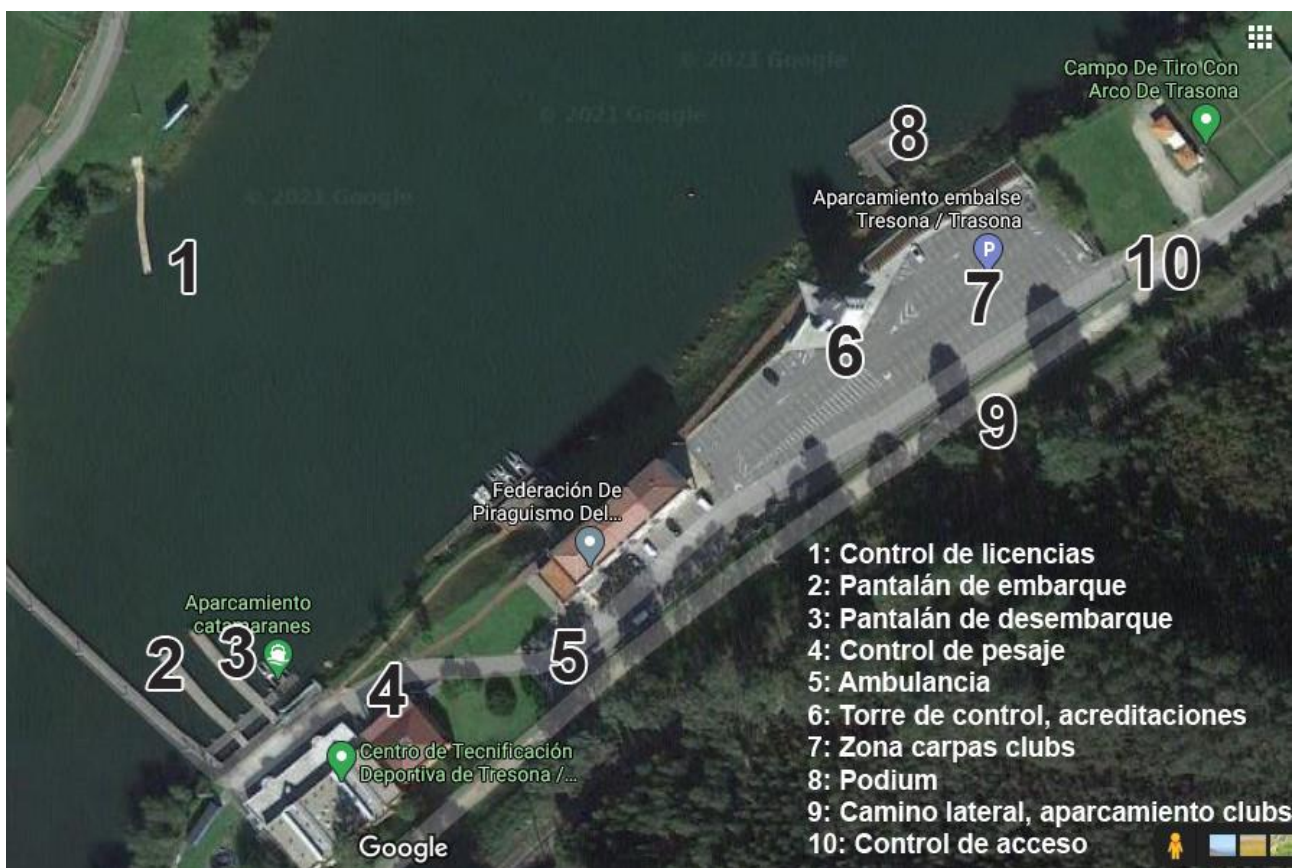 © 2021 Google
© 2021 Google
© 2021 Google
8
Campo De Tiro Con
Arco De Trasona
Aparcamiento embalse
Tresona / Trasona
P
1
7
10
6
9
Federación De
Piragüismo Del...
Aparcamiento
catamaranes
2
3
4
5
Centro de Tecnificación
Deportiva de Tresona /...
Google
1: Control de licencias
2: Pantalán de embarque
3: Pantalán de desembarque
4: Control de pesaje
5: Ambulancia
6: Torre de control, acreditaciones
7: Zona carpas clubs
8: Podium
9: Camino lateral, aparcamiento clubs
10: Control de acceso